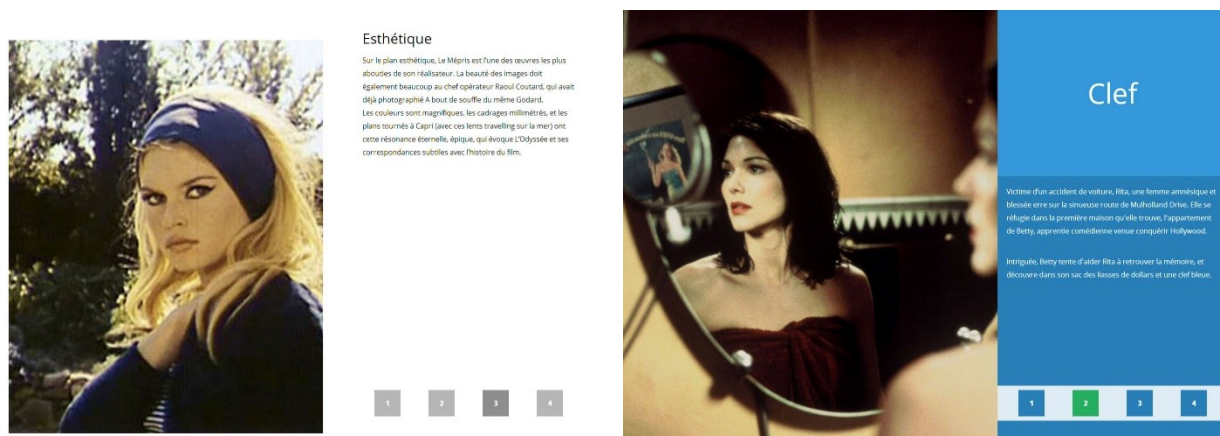 Esthétique
Sur le plan esthétique, Le Mépris est l'une des œuvres les plus
abouties de son réalisateur. La beauté des images doit
également beaucoup au chef opérateur Raoul Coutard, qui avait
déjà photographié A bout de souffle du même Godard.
Les couleurs sont magnifiques, les cadrages millimétrés, et les
plans tournés à Capri (avec ces lents travelling sur la mer) ont
cette résonance éternelle, épique, qui évoque L'Odyssée et ses
correspondances subtiles avec l'histoire du film.
1 2 3 4
Clef
Victime d'un accident de voiture, Rita, une femme amnésique et
blessée erre sur la sinueuse route de Mulholland Drive. Elle se
réfugie dans la première maison qu'elle trouve, l'appartement
de Betty, apprentie comédienne venue conquérir Hollywood.
Intriguée, Betty tente d'aider Rita à retrouver la mémoire, et
découvre dans son sac des liasses de dollars et une clef bleue.
1 2 3 4